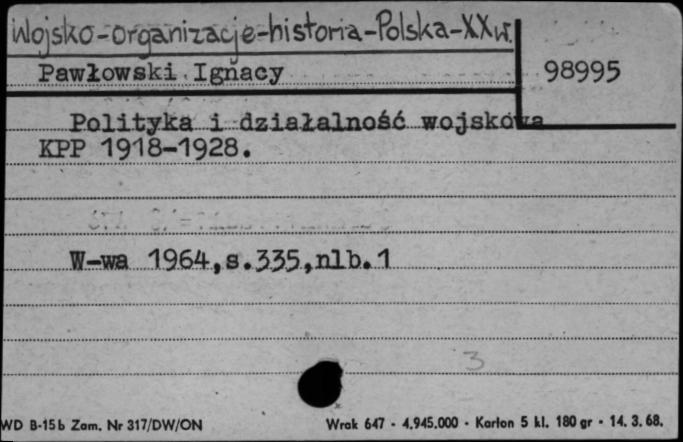 Wojsko-organizacje-historia-Polska-XX w.
Pawłowski Ignacy
98995
Polityka i działalność wojskowa
KPP 1918-1928.
W-wa 1964,s.335,nlb.1
3
WD B-15b Zam. Nr 317/DW/ON
Wrak 647 - 4.945.000 - Karton 5 kl. 180 gr - 14. 3. 68.